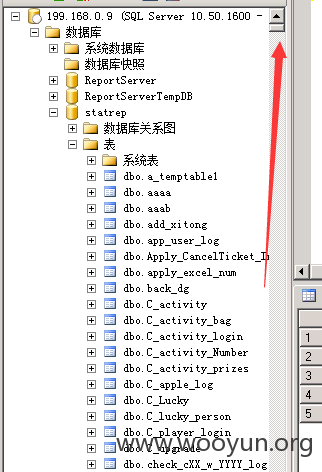 199.168.0.9 (SQL Server 10.50.1600 -
数据库
系统数据库
数据库快照
ReportServer
ReportServerTempDB
statrep
数据库关系图
表
系统表
dbo.a_temptable1
dbo.aaaa
dbo.aaab
dbo.add_xitong
dbo.app_user_log
dbo.Apply_CancelTicket_In
dbo.apply_excel_num
dbo.back_dg
dbo.C_activity
dbo.C_activity_bag
dbo.C_activity_login
dbo.C_activity_Number
dbo.C_activity_prizes
dbo.C_apple_log
dbo.C_Lucky
dbo.C_lucky_person
dbo.C_player_login
dbo.C_upgrade
dbo.check_cXX_w_YYYY_log
1
2
3
4
5
www.wooyun.org